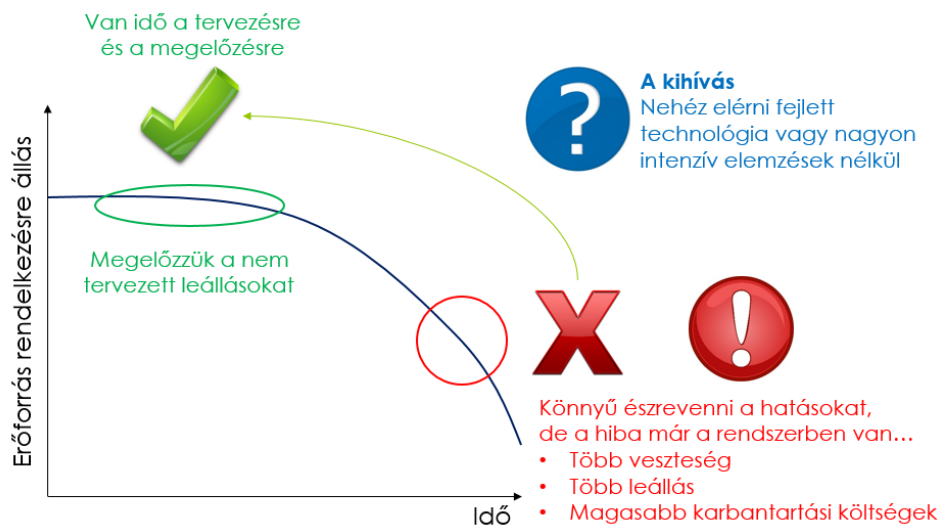 Van idő a tervezésre
és a megelőzésre
A kihívás
Nehéz elérni fejlett
technológia vagy nagyon
intenzív elemzések nélkül
?
Erőforrás rendelkezésre állás
Megelőzzük a nem
tervezett leállásokat
X
!
Könnyű észrevenni a hatásokat,
de a hiba már a rendszerben van…
• Több veszteség
• Több leállás
• Magasabb karbantartási költségek
Idő